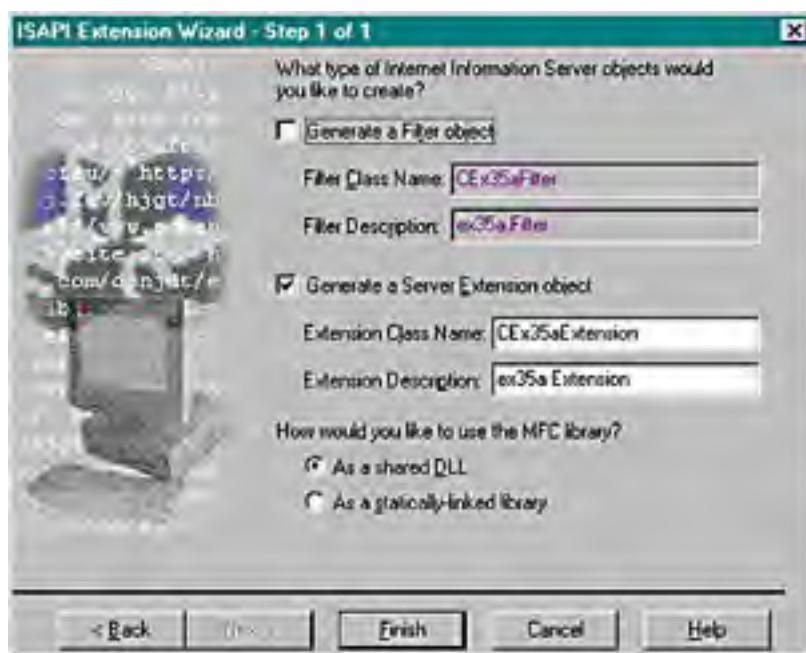 ISAPI Extension Wizard - Step 1 of 1
What type of Internet Information Server objects would
you like to create?
Generate a Filter object
Filter Class Name: CEx35aFilter
Filter Description: ex35a Filter
https:/
/hjgt/nb
Generate a Server Extension object
Extension Class Name: CEx35aExtension
Extension Description: ex35a Extension
How would you like to use the MFC library?
As a shared DLL
As a statically-linked library
< Back
Finish
Cancel
Help